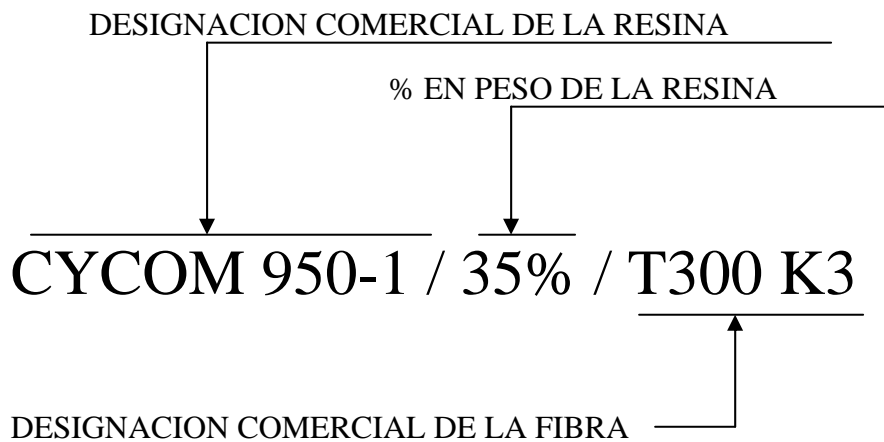 DESIGNACION COMERCIAL DE LA RESINA
% EN PESO DE LA RESINA
CYCOM 950-1 / 35% / T300 K3
DESIGNACION COMERCIAL DE LA FIBRA